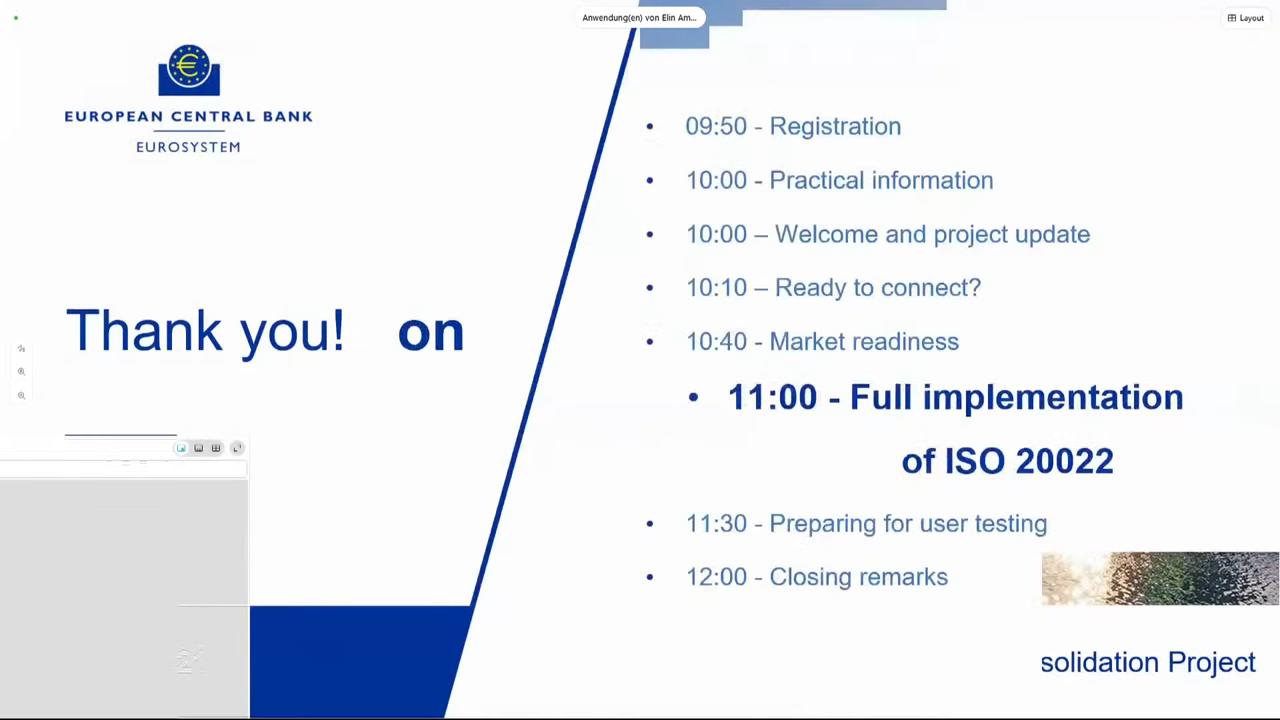 Anwendung(en) von Elin Am...
Layout
EUROPEAN CENTRAL BANK
EUROSYSTEM
Thank you! on
• 09:50 - Registration
• 10:00 - Practical information
• 10:00 – Welcome and project update
• 10:10 – Ready to connect?
• 10:40 - Market readiness
• 11:00 - Full implementation
of ISO 20022
• 11:30 - Preparing for user testing
• 12:00 - Closing remarks
solidation Project